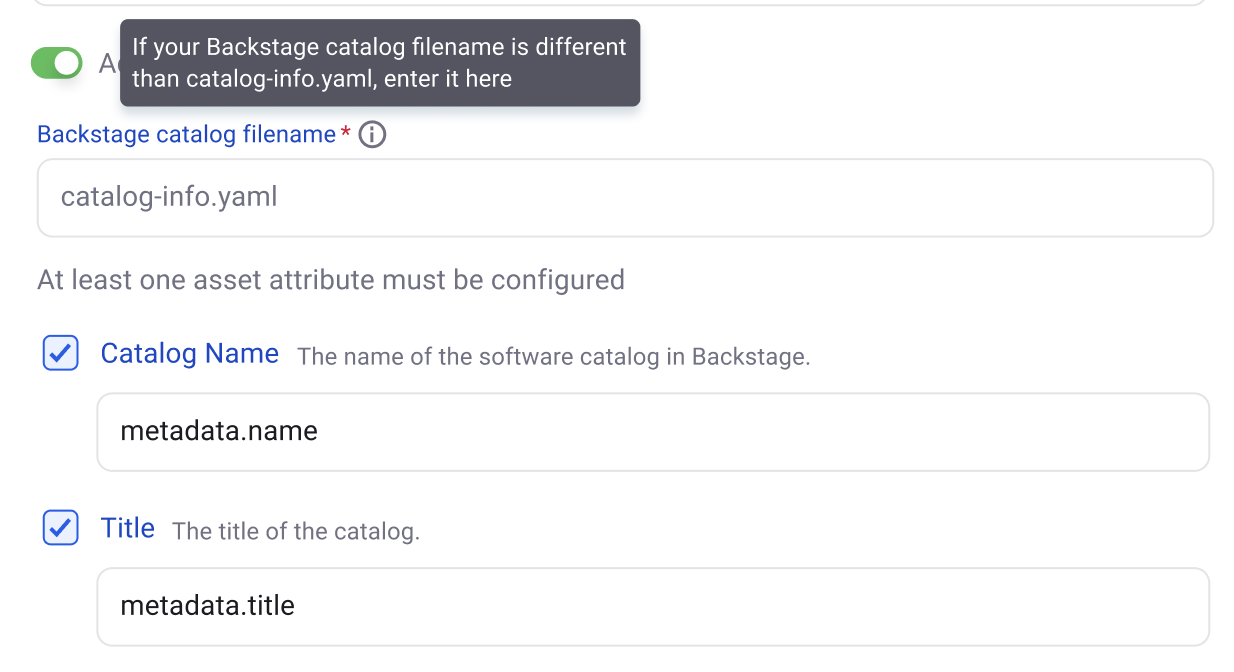 If your Backstage catalog filename is different
than catalog-info.yaml, enter it here
Backstage catalog filename *
catalog-info.yaml
At least one asset attribute must be configured
Catalog Name The name of the software catalog in Backstage.
metadata.name
Title The title of the catalog.
metadata.title